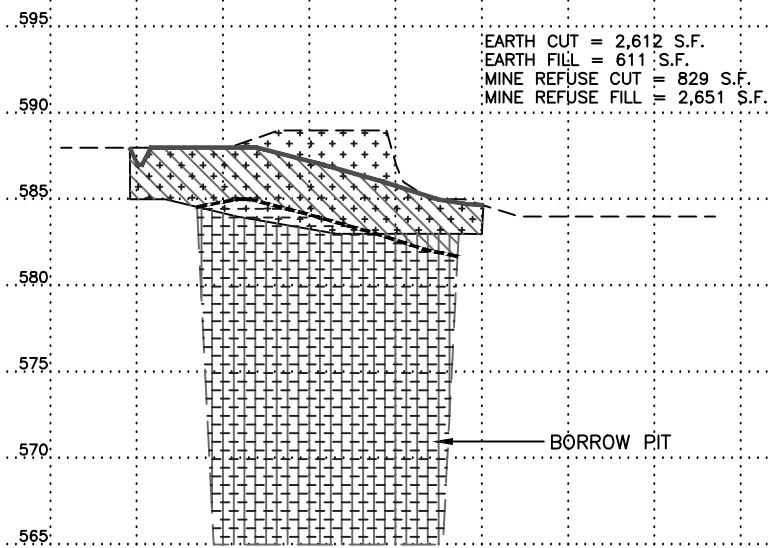 595
EARTH CUT = 2,612 S.F.
EARTH FILL = 611 S.F.
MINE REFUSE CUT = 829 S.F.
MINE REFUSE FILL = 2,651 S.F.
590
585
580
575
570
BORROW PIT
565